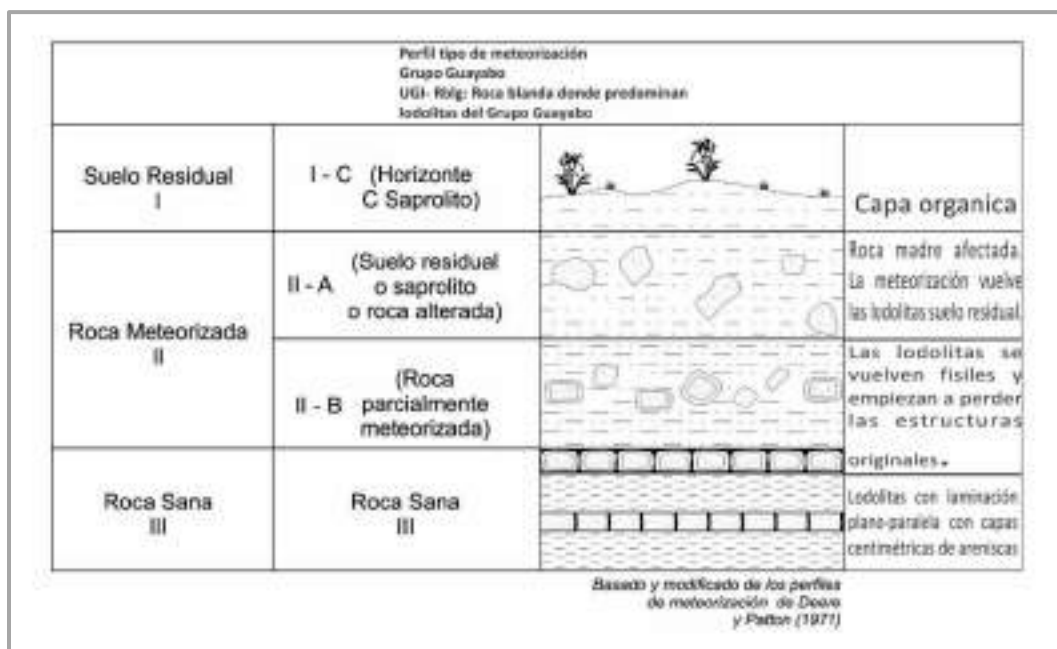 Perfil tipo de meteorización
Grupo Guayabo
UGI- Rblg: Roca blanda donde predominan
lodolitas del Grupo Guayabo
Suelo Residual
I
I - C (Horizonte
C Saprolito)
Capa organica
Roca Meteorizada
II
II - A (Suelo residual
o saprolito
o roca alterada)
Roca madre afectada.
La meteorización vuelve
las lodolitas suelo residual.
II - B (Roca
parcialmente
meteorizada)
Las lodolitas se
vuelven fisiles y
empiezan a perder
las estructuras
originales.
Roca Sana
III
Roca Sana
III
Lodolitas con laminación
plano-paralela con capas
centimétricas de areniscas
Basado y modificado de los perfiles
de meteorización de Deere
y Patton (1971)